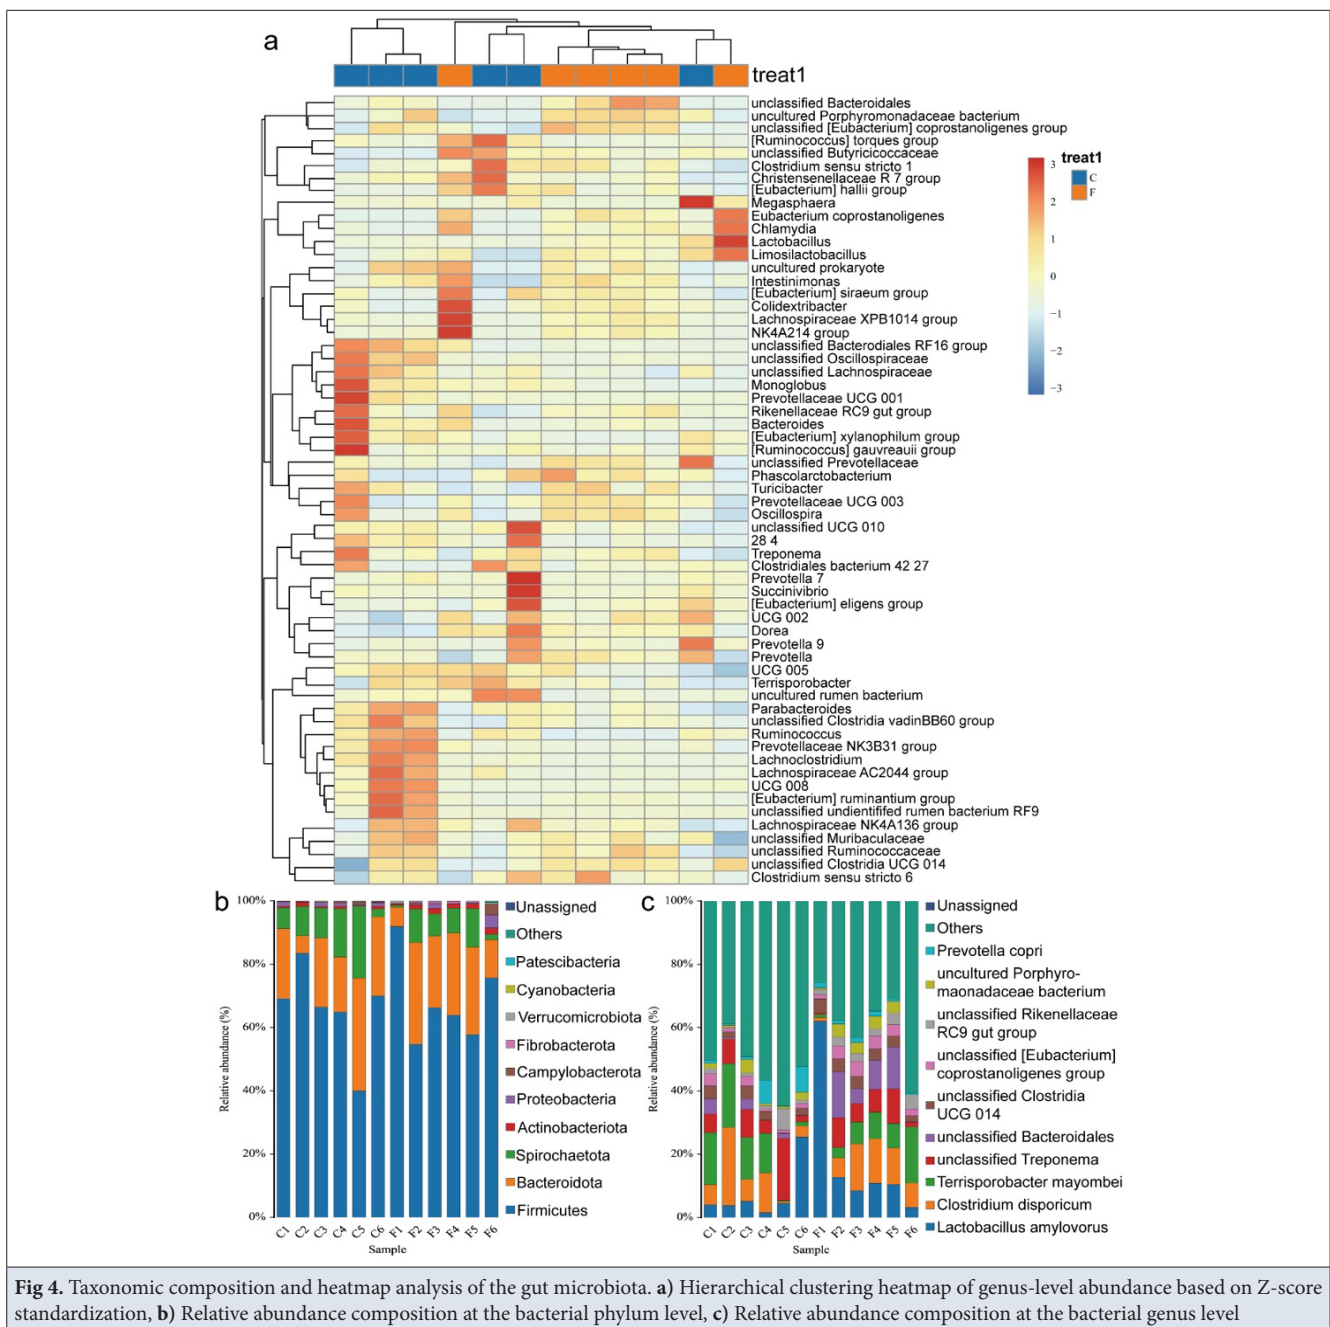 a
treat1
unclassified Bacteroidales
uncultured Porphyromonadaceae bacterium
unclassified [Eubacterium] coprostanoligenes group
[Ruminococcus] torques group
unclassified Butyricicoccaceae
Clostridium sensu stricto 1
Christensenellaceae R 7 group
[Eubacterium] hallii group
Megasphaera
Eubacterium coprostanoligenes
Chlamydia
Lactobacillus
Limosilactobacillus
uncultured prokaryote
Intestinimonas
[Eubacterium] siraeum group
Colidextribacter
Lachnospiraceae XPB1014 group
NK4A214 group
unclassified Bacterodiales RF16 group
unclassified Oscillospiraceae
unclassified Lachnospiraceae
Monoglobus
Prevotellaceae UCG 001
Rikenellaceae RC9 gut group
Bacteroides
[Eubacterium] xylanophilum group
[Ruminococcus] gauvreauii group
unclassified Prevotellaceae
Phascolarctobacterium
Turicibacter
Prevotellaceae UCG 003
Oscillospira
unclassified UCG 010
28 4
Treponema
Clostridiales bacterium 42 27
Prevotella 7
Succinivibrio
[Eubacterium] eligens group
UCG 002
Dorea
Prevotella 9
Prevotella
UCG 005
Terrisporobacter
uncultured rumen bacterium
Parabacteroides
unclassified Clostridia vadinBB60 group
Ruminococcus
Prevotellaceae NK3B31 group
Lachnoclostridium
Lachnospiraceae AC2044 group
UCG 008
[Eubacterium] ruminantium group
unclassified undientififed rumen bacterium RF9
Lachnospiraceae NK4A136 group
unclassified Muribaculaceae
unclassified Ruminococcaceae
unclassified Clostridia UCG 014
Clostridium sensu stricto 6
3
2
1
0
−1
−2
−3
treat1
C
F
b
100%
80%
60%
40%
20%
0%
Relative abundance (%)
C1 C2 C3 C4 C5 C6 F1 F2 F3 F4 F5 F6
Sample
Unassigned
Others
Patescibacteria
Cyanobacteria
Verrucomicrobiota
Fibrobacterota
Campylobacterota
Proteobacteria
Actinobacteriota
Spirochaetota
Bacteroidota
Firmicutes
c
100%
80%
60%
40%
20%
0%
Relative abundance (%)
C1 C2 C3 C4 C5 C6 F1 F2 F3 F4 F5 F6
Sample
Unassigned
Others
Prevotella copri
uncultured Porphyro-
maonadaceae bacterium
unclassified Rikenellaceae
RC9 gut group
unclassified [Eubacterium]
coprostanoligenes group
unclassified Clostridia
UCG 014
unclassified Bacteroidales
unclassified Treponema
Terrisporobacter mayombei
Clostridium disporicum
Lactobacillus amylovorus
Fig 4. Taxonomic composition and heatmap analysis of the gut microbiota. a) Hierarchical clustering heatmap of genus-level abundance based on Z-score
standardization, b) Relative abundance composition at the bacterial phylum level, c) Relative abundance composition at the bacterial genus level